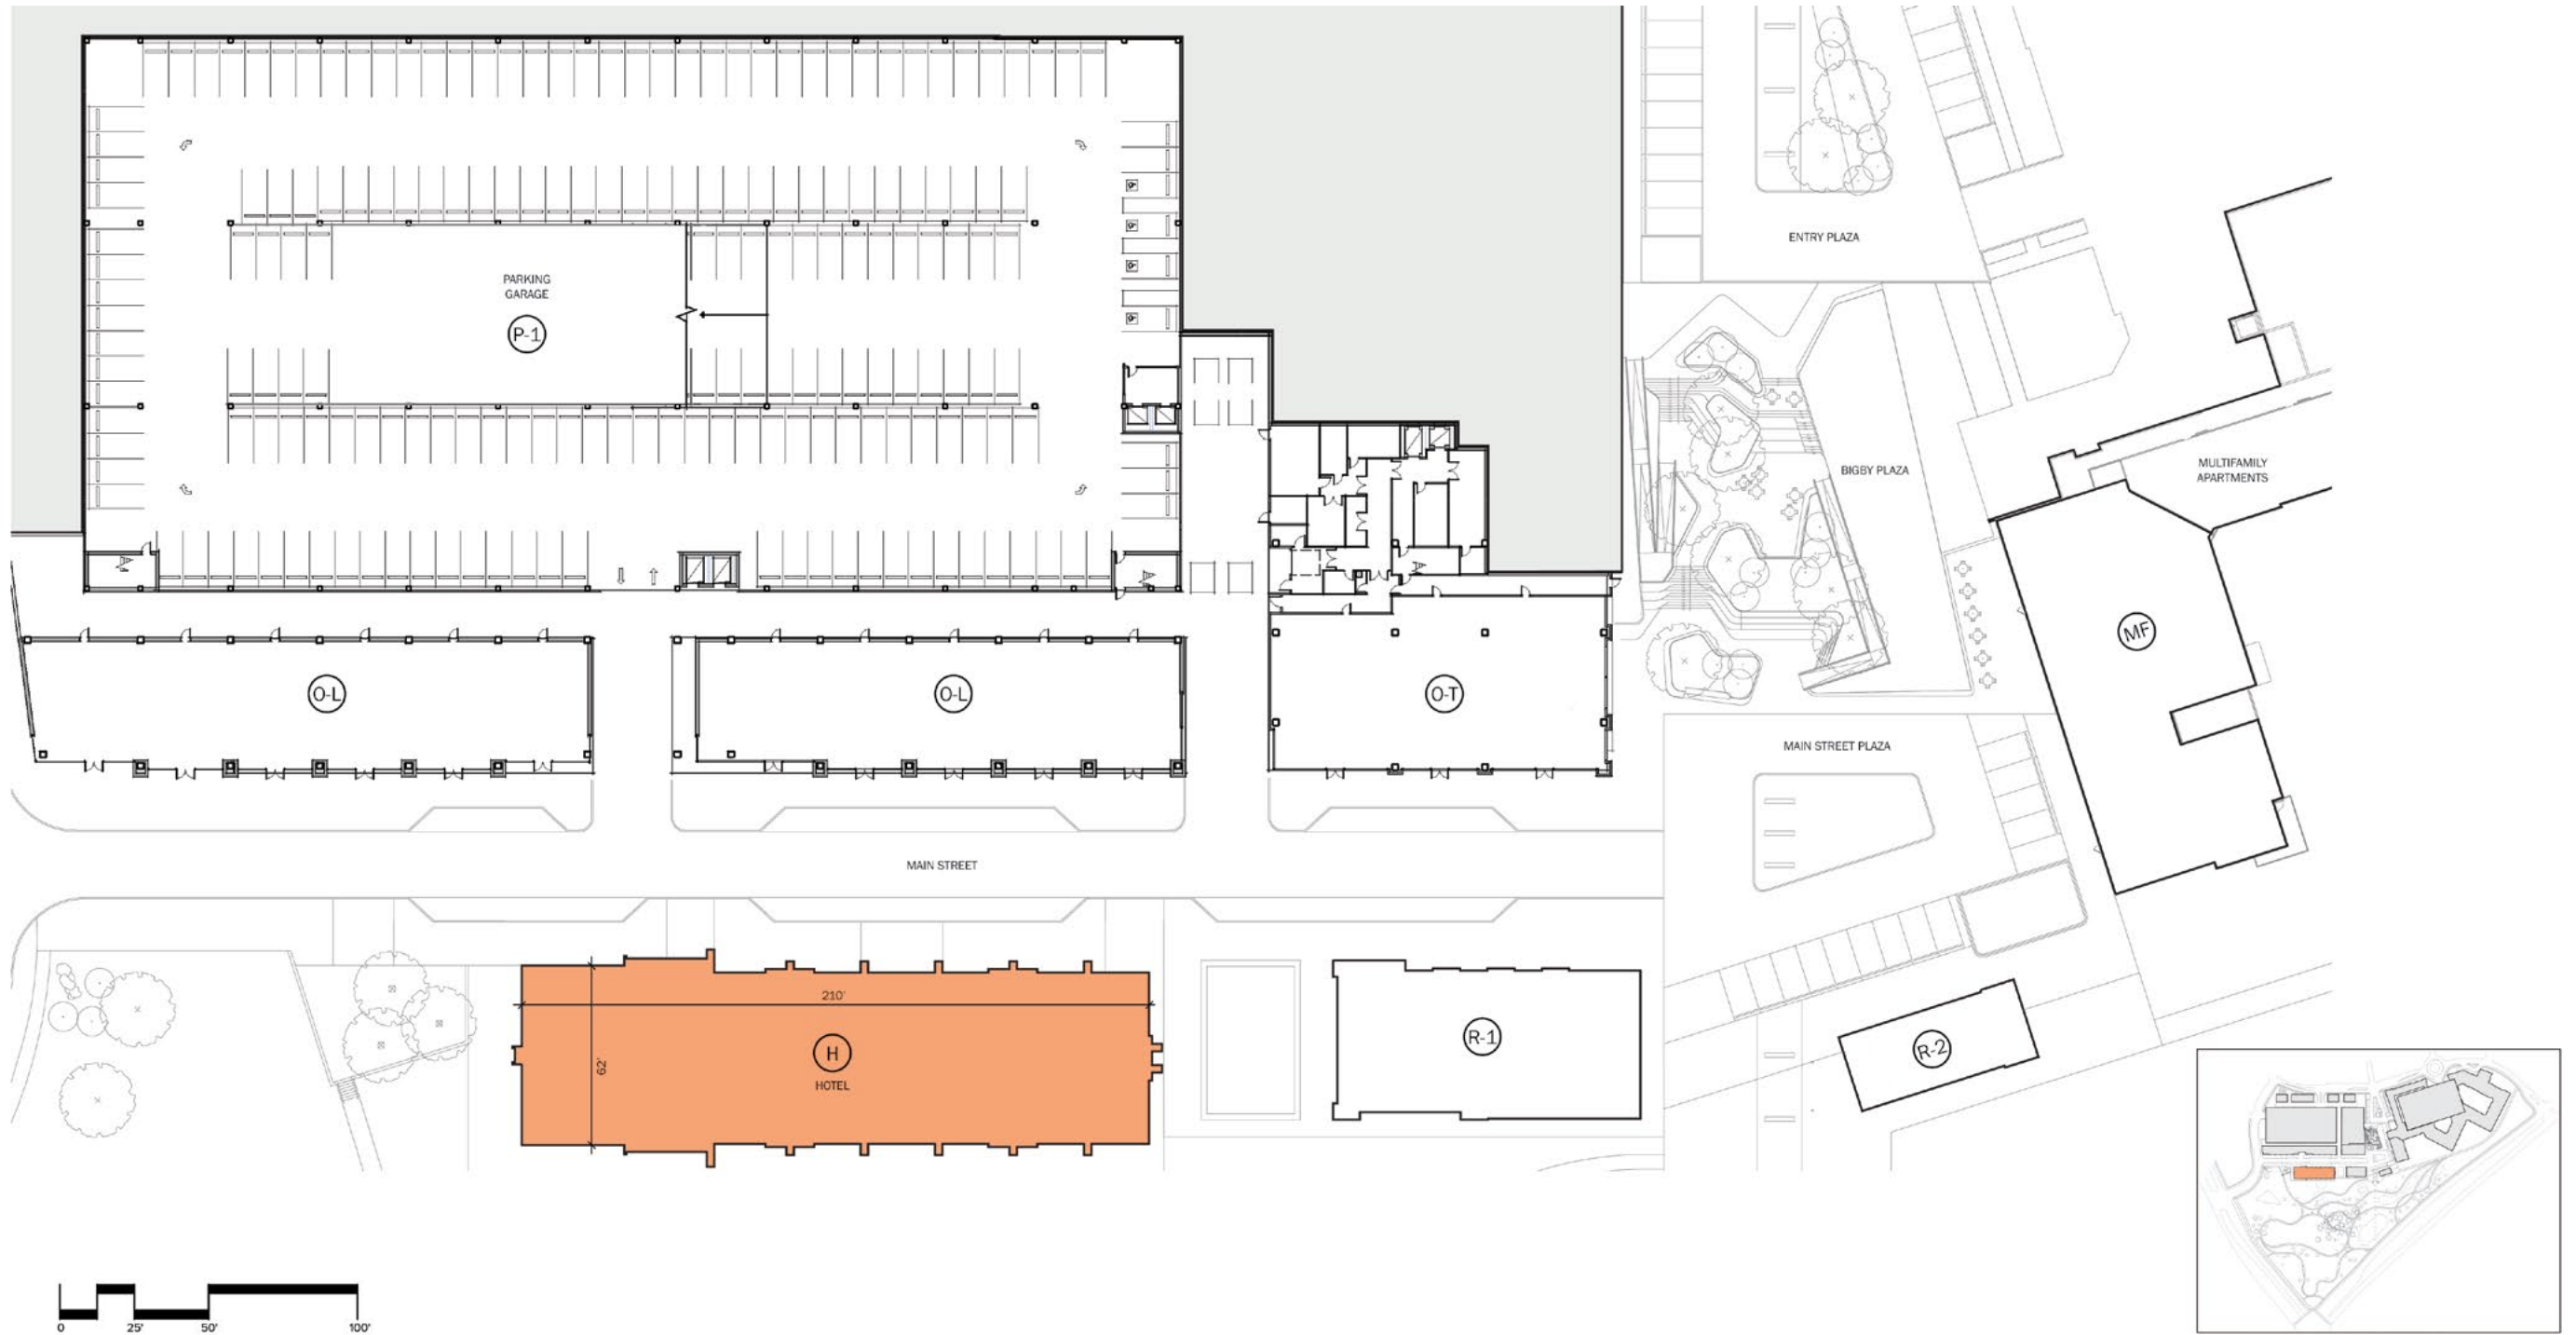 ENTRY PLAZA
PARKING
GARAGE
P-1
BIGBY PLAZA
MULTIFAMILY
APARTMENTS
MF
O-L
O-L
O-T
MAIN STREET PLAZA
MAIN STREET
210'
62'
H
HOTEL
R-1
R-2
0
25'
50'
100'